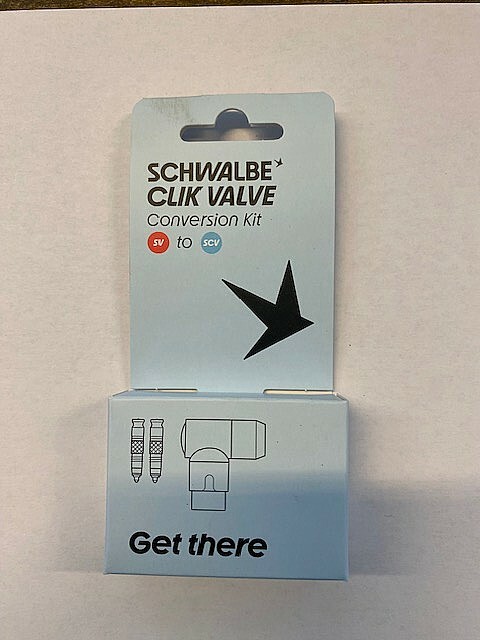 SCHWALBE
CLIK VALVE
Conversion Kit
SV to SCV
Get there